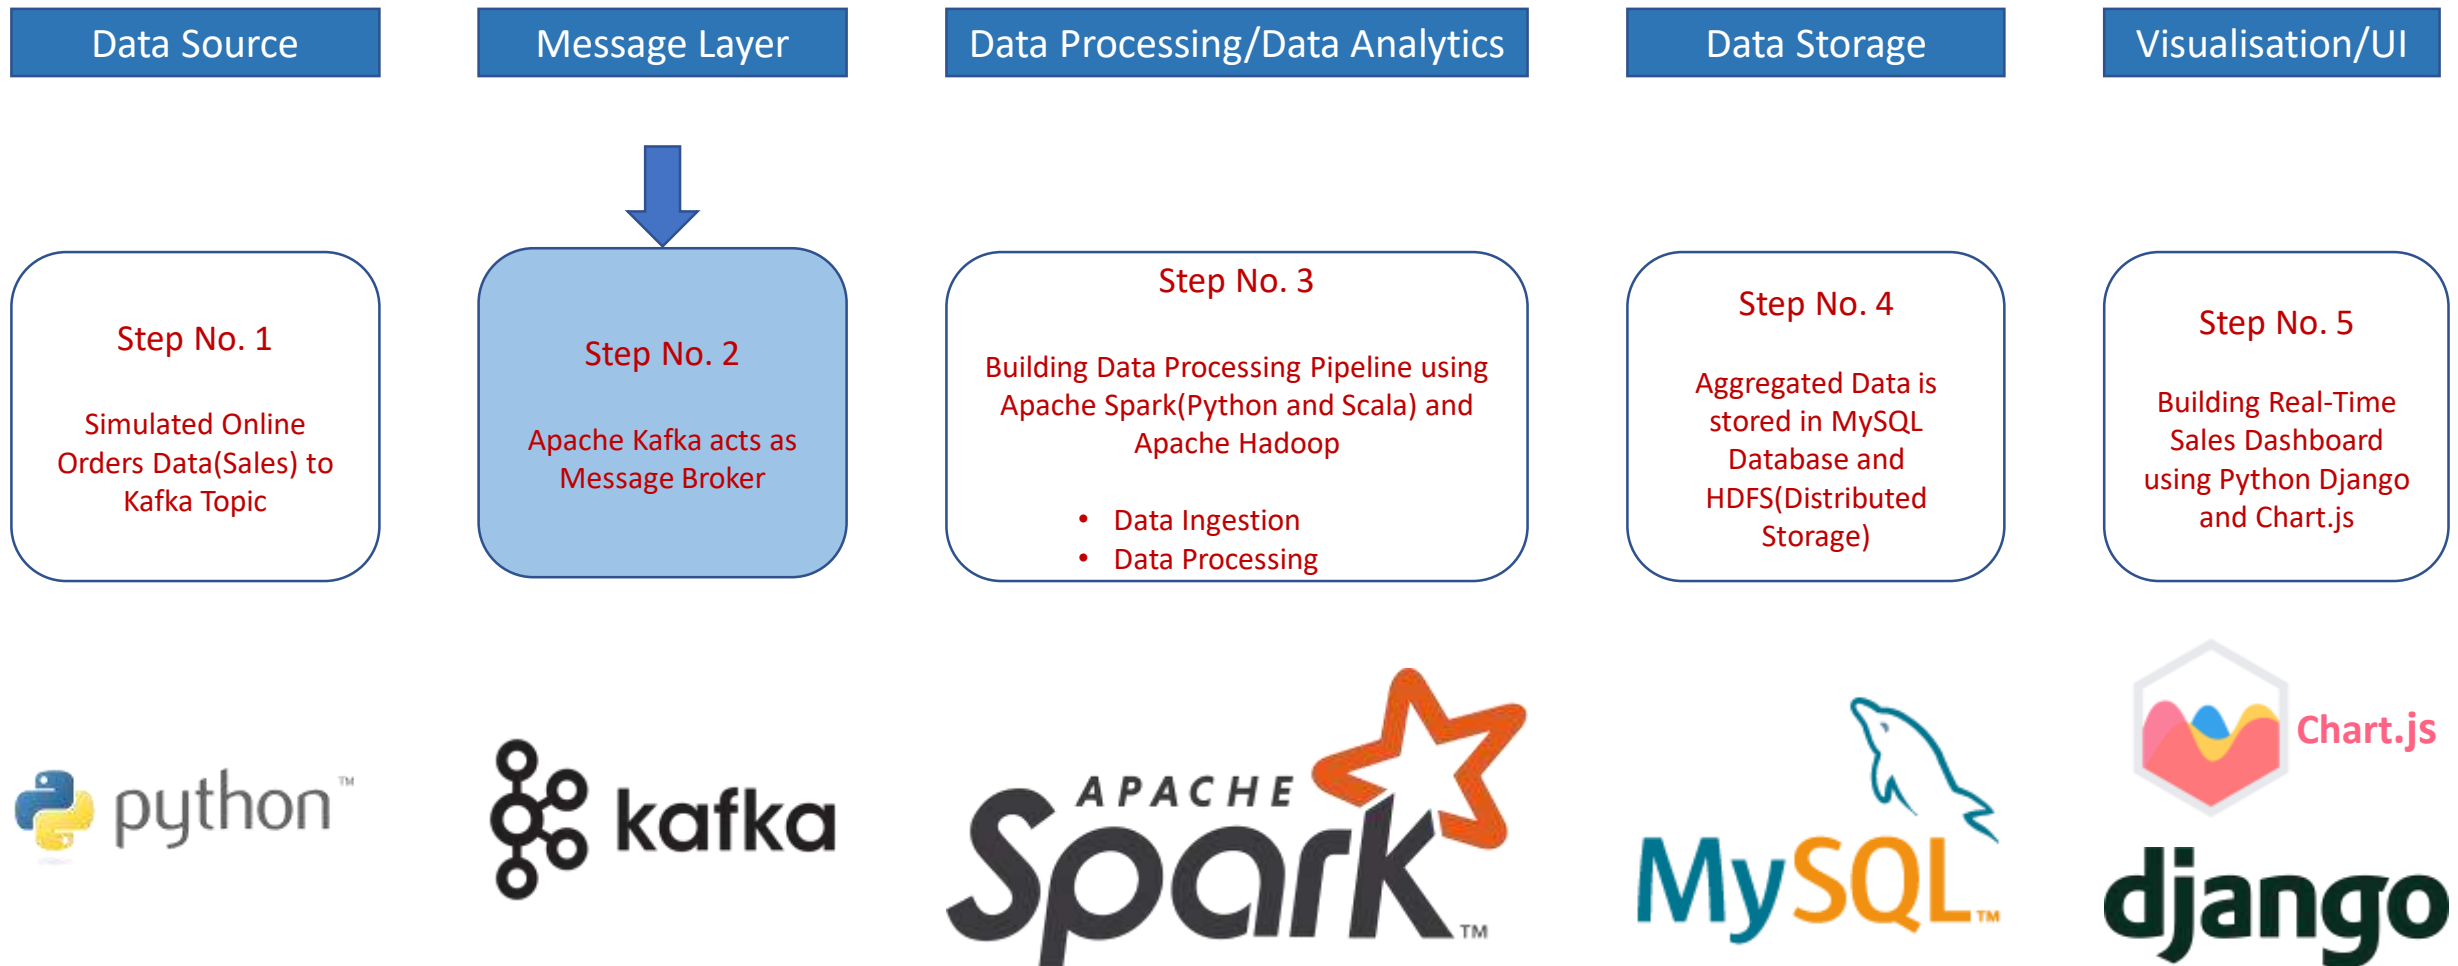 Data Source
Message Layer
Data Processing/Data Analytics
Data Storage
Visualisation/UI
Step No. 1
Simulated Online
Orders Data(Sales) to
Kafka Topic
Step No. 2
Apache Kafka acts as
Message Broker
Step No. 3
Building Data Processing Pipeline using
Apache Spark(Python and Scala) and
Apache Hadoop
• Data Ingestion
• Data Processing
Step No. 4
Aggregated Data is
stored in MySQL
Database and
HDFS(Distributed
Storage)
Step No. 5
Building Real-Time
Sales Dashboard
using Python Django
and Chart.js
python™
kafka
APACHE
Spark™
MySQL™
Chart.js
django